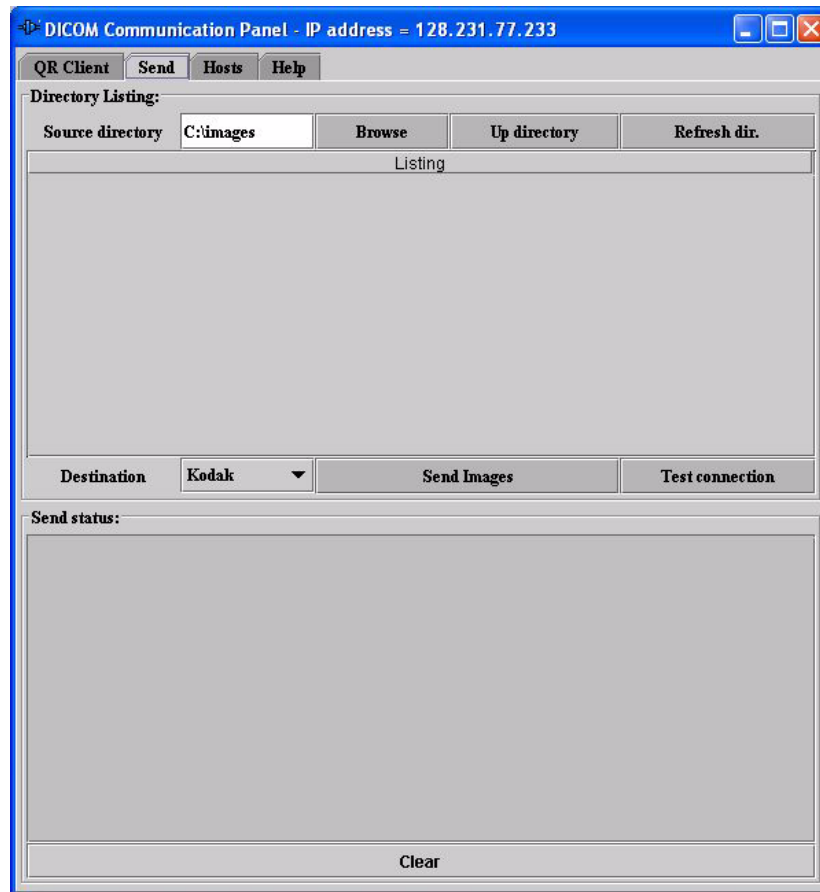 DICOM Communication Panel - IP address = 128.231.77.233
QR Client Send Hosts Help
Directory Listing:
Source directory C:\images Browse Up directory Refresh dir.
Listing
Destination Kodak Send Images Test connection
Send status:
Clear